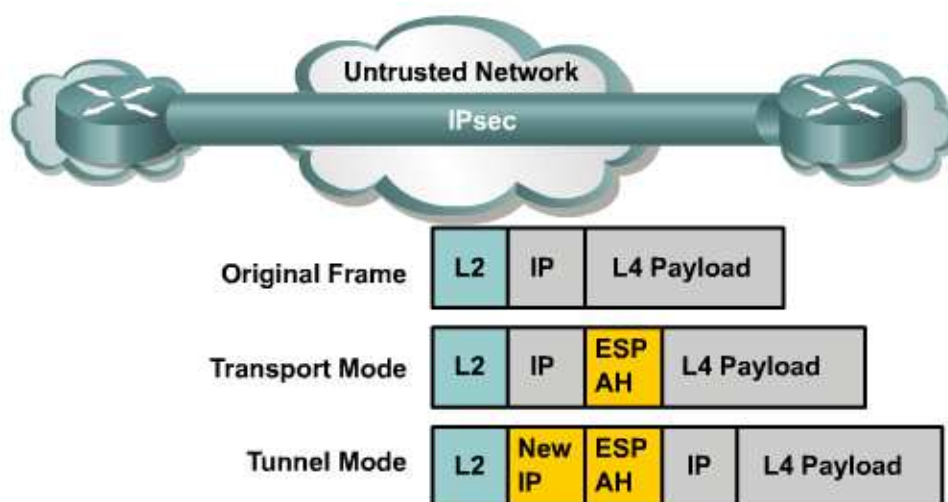 Untrusted Network
IPsec
Original Frame L2 IP L4 Payload
Transport Mode L2 IP ESP AH L4 Payload
Tunnel Mode L2 New IP ESP AH IP L4 Payload